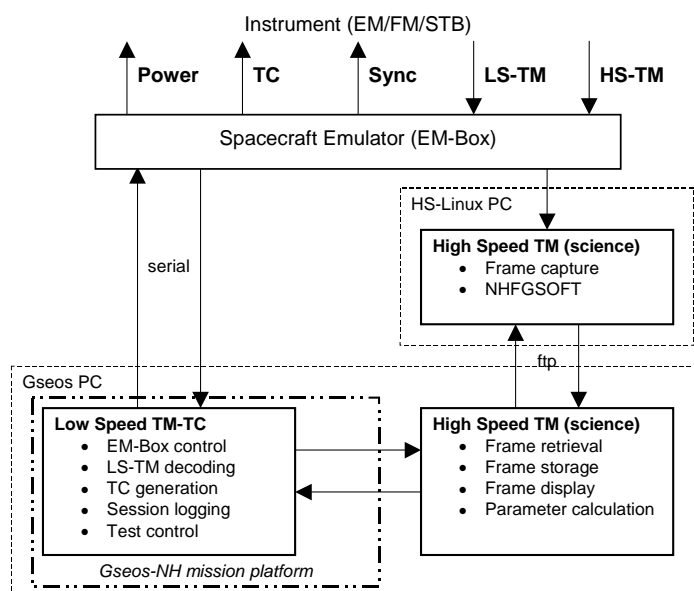 Instrument (EM/FM/STB)
Power TC Sync LS-TM HS-TM
Spacecraft Emulator (EM-Box)
HS-Linux PC
High Speed TM (science)
• Frame capture
• NHFGSOFT
serial
ftp
Gseos PC
Low Speed TM-TC
• EM-Box control
• LS-TM decoding
• TC generation
• Session logging
• Test control
High Speed TM (science)
• Frame retrieval
• Frame storage
• Frame display
• Parameter calculation
Gseos-NH mission platform